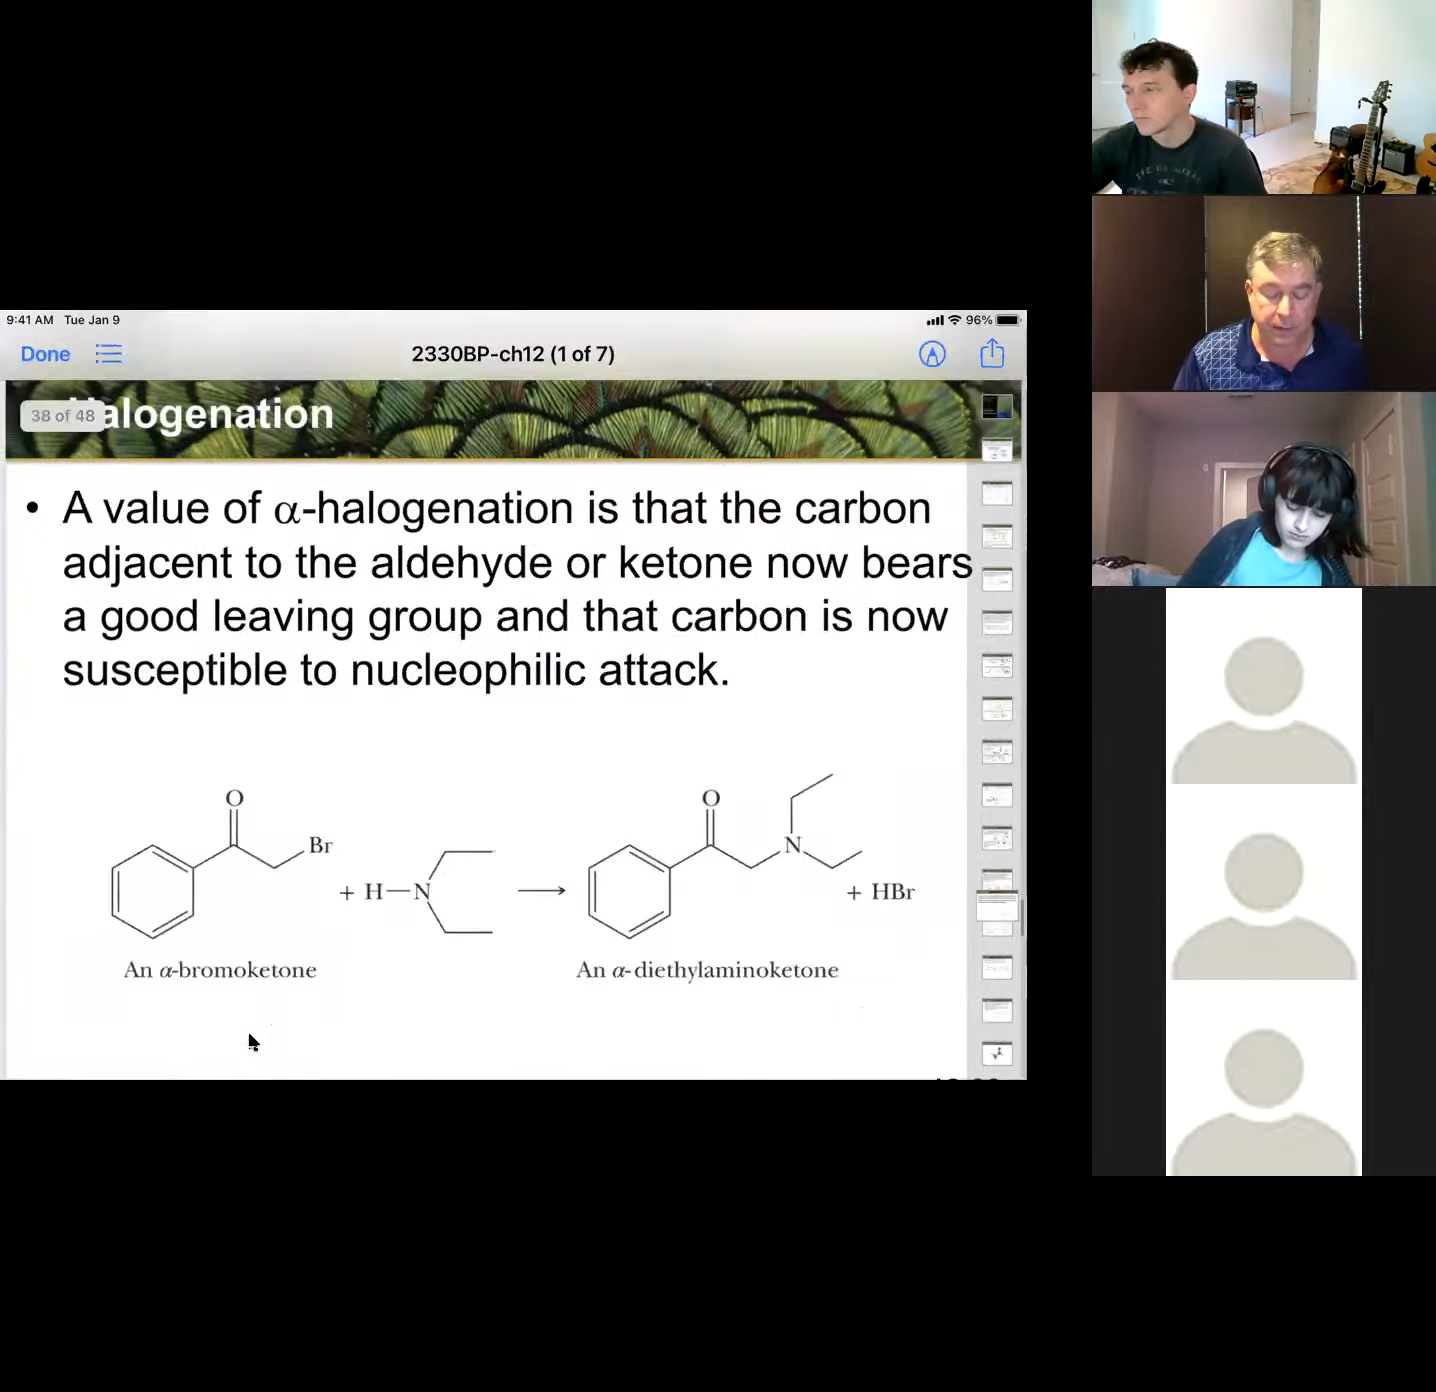 9:41 AM Tue Jan 9
96%
Done
2330BP-ch12 (1 of 7)
38 of 48
Halogenation
• A value of α-halogenation is that the carbon
adjacent to the aldehyde or ketone now bears
a good leaving group and that carbon is now
susceptible to nucleophilic attack.
O
Br
+ H—N
O
N
+ HBr
An α-bromoketone
An α-diethylaminoketone